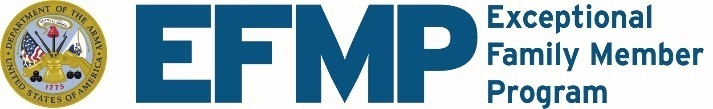 DEPARTMENT OF THE ARMY
UNITED STATES OF AMERICA
1775
EFMP
Exceptional
Family Member
Program